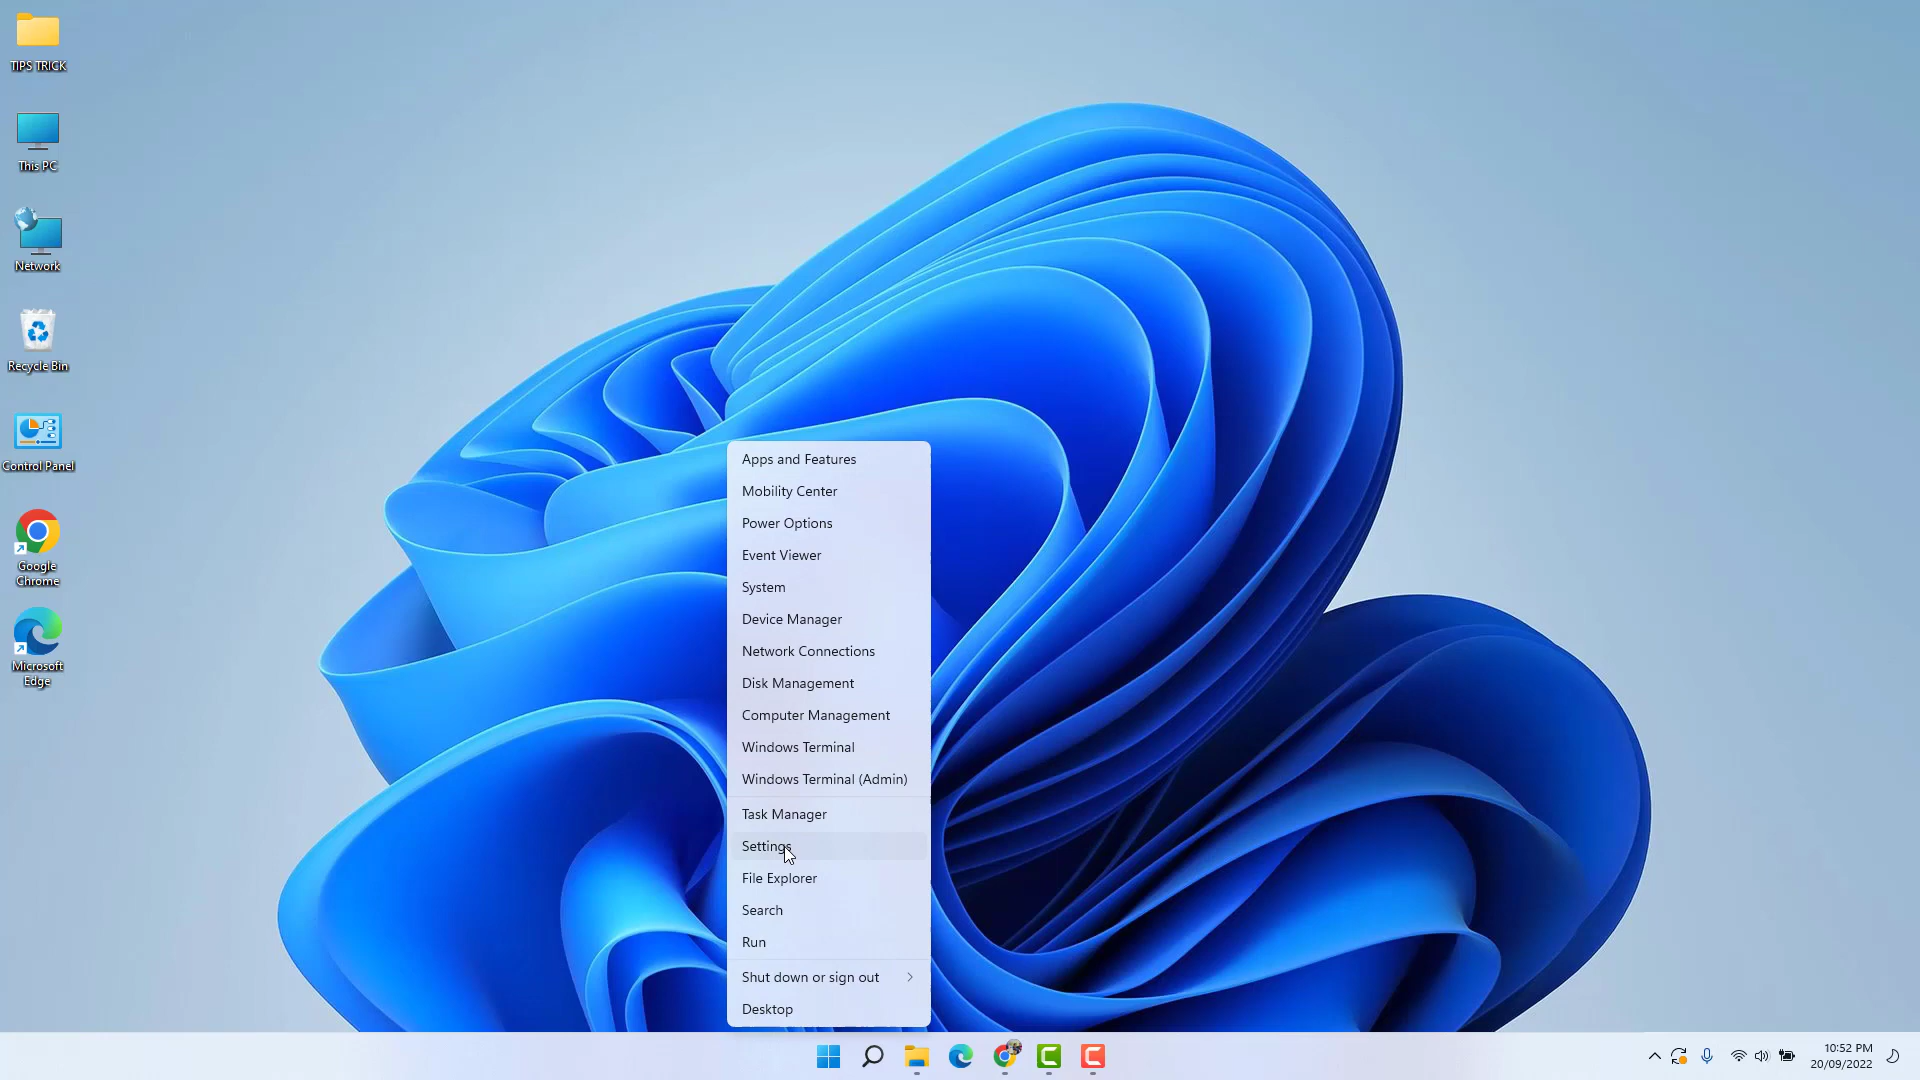 TIPS TRICK
This PC
Network
Recycle Bin
Control Panel
Google
Chrome
Microsoft
Edge
Apps and Features
Mobility Center
Power Options
Event Viewer
System
Device Manager
Network Connections
Disk Management
Computer Management
Windows Terminal
Windows Terminal (Admin)
Task Manager
Settings
File Explorer
Search
Run
Shut down or sign out
Desktop
10:52 PM
20/09/2022